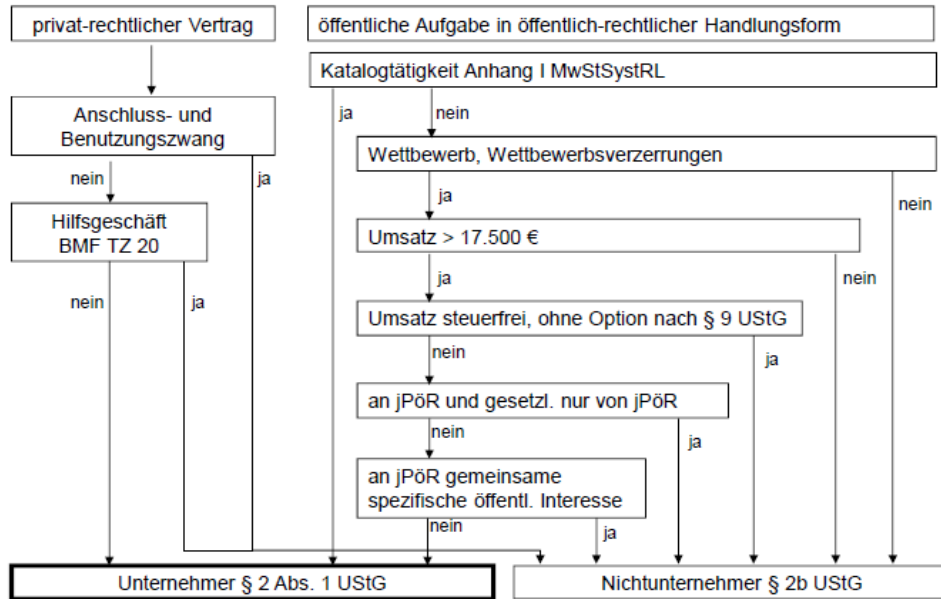 privat-rechtlicher Vertrag
öffentliche Aufgabe in öffentlich-rechtlicher Handlungsform
Katalogtätigkeit Anhang I MwStSystRL
Anschluss- und
Benutzungszwang
ja
nein
Wettbewerb, Wettbewerbsverzerrungen
nein
ja
ja
nein
Hilfsgeschäft
BMF TZ 20
Umsatz > 17.500 €
nein
ja
ja
nein
Umsatz steuerfrei, ohne Option nach § 9 UStG
nein
ja
an jPöR und gesetzl. nur von jPöR
nein
ja
an jPöR gemeinsame
spezifische öffentl. Interesse
nein
ja
Unternehmer § 2 Abs. 1 UStG
Nichtunternehmer § 2b UStG